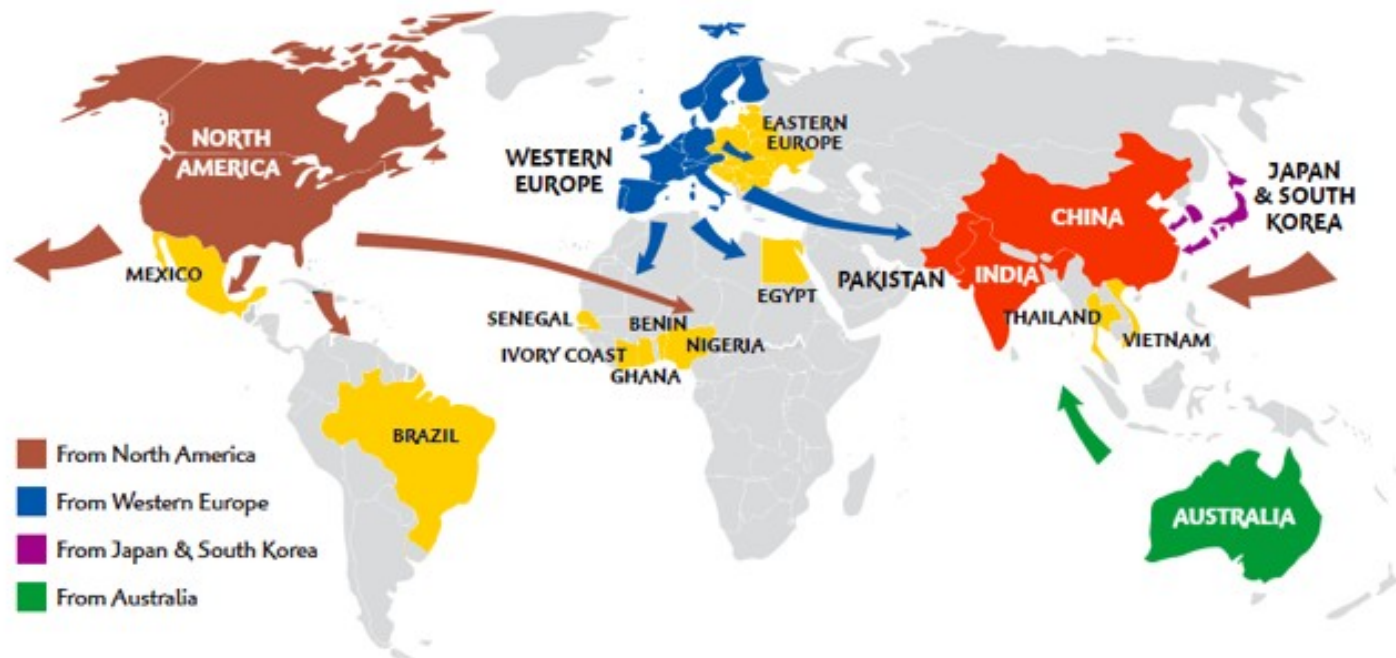 NORTH
AMERICA
WESTERN
EUROPE
EASTERN
EUROPE
JAPAN
& SOUTH
KOREA
CHINA
INDIA
PAKISTAN
MEXICO
EGYPT
SENEGAL
BENIN
NIGERIA
IVORY COAST
GHANA
THAILAND
VIETNAM
BRAZIL
AUSTRALIA
From North America
From Western Europe
From Japan & South Korea
From Australia